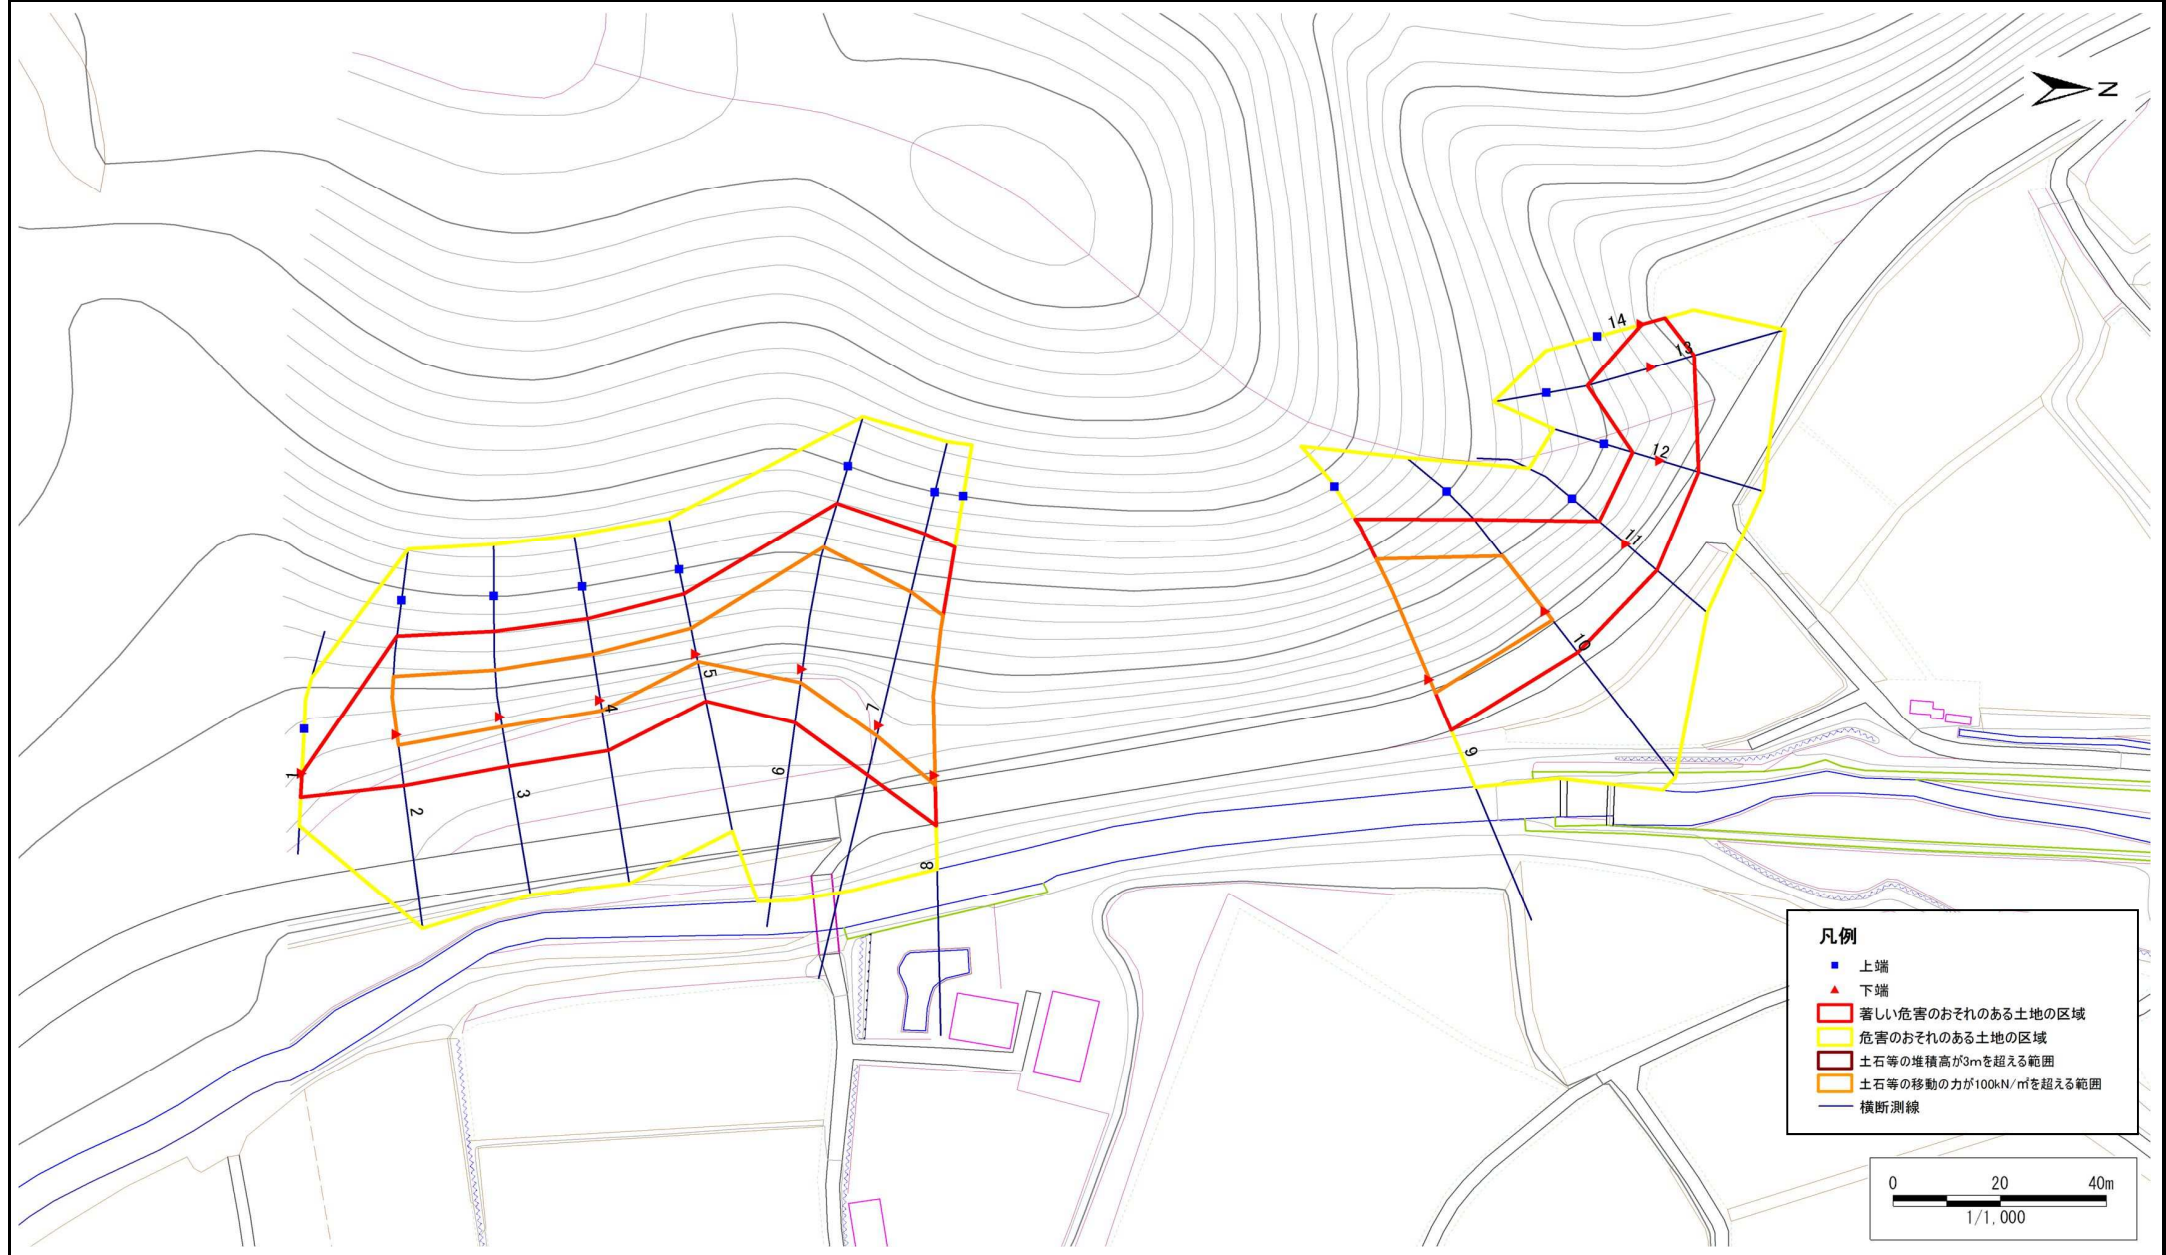 N
14
13
12
11
10
9
1
2
3
4
5
6
7
8
凡例
上端
下端
著しい危害のおそれのある土地の区域
危害のおそれのある土地の区域
土石等の堆積高が3mを超える範囲
土石等の移動の力が100kN/㎡を超える範囲
横断測線
0 20 40m
1/1,000